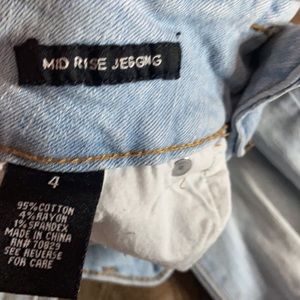 MID RISE JEGGING
4
95% COTTON
4% RAYON
1% SPANDEX
MADE IN CHINA
RN# 70829
SEE REVERSE
FOR CARE